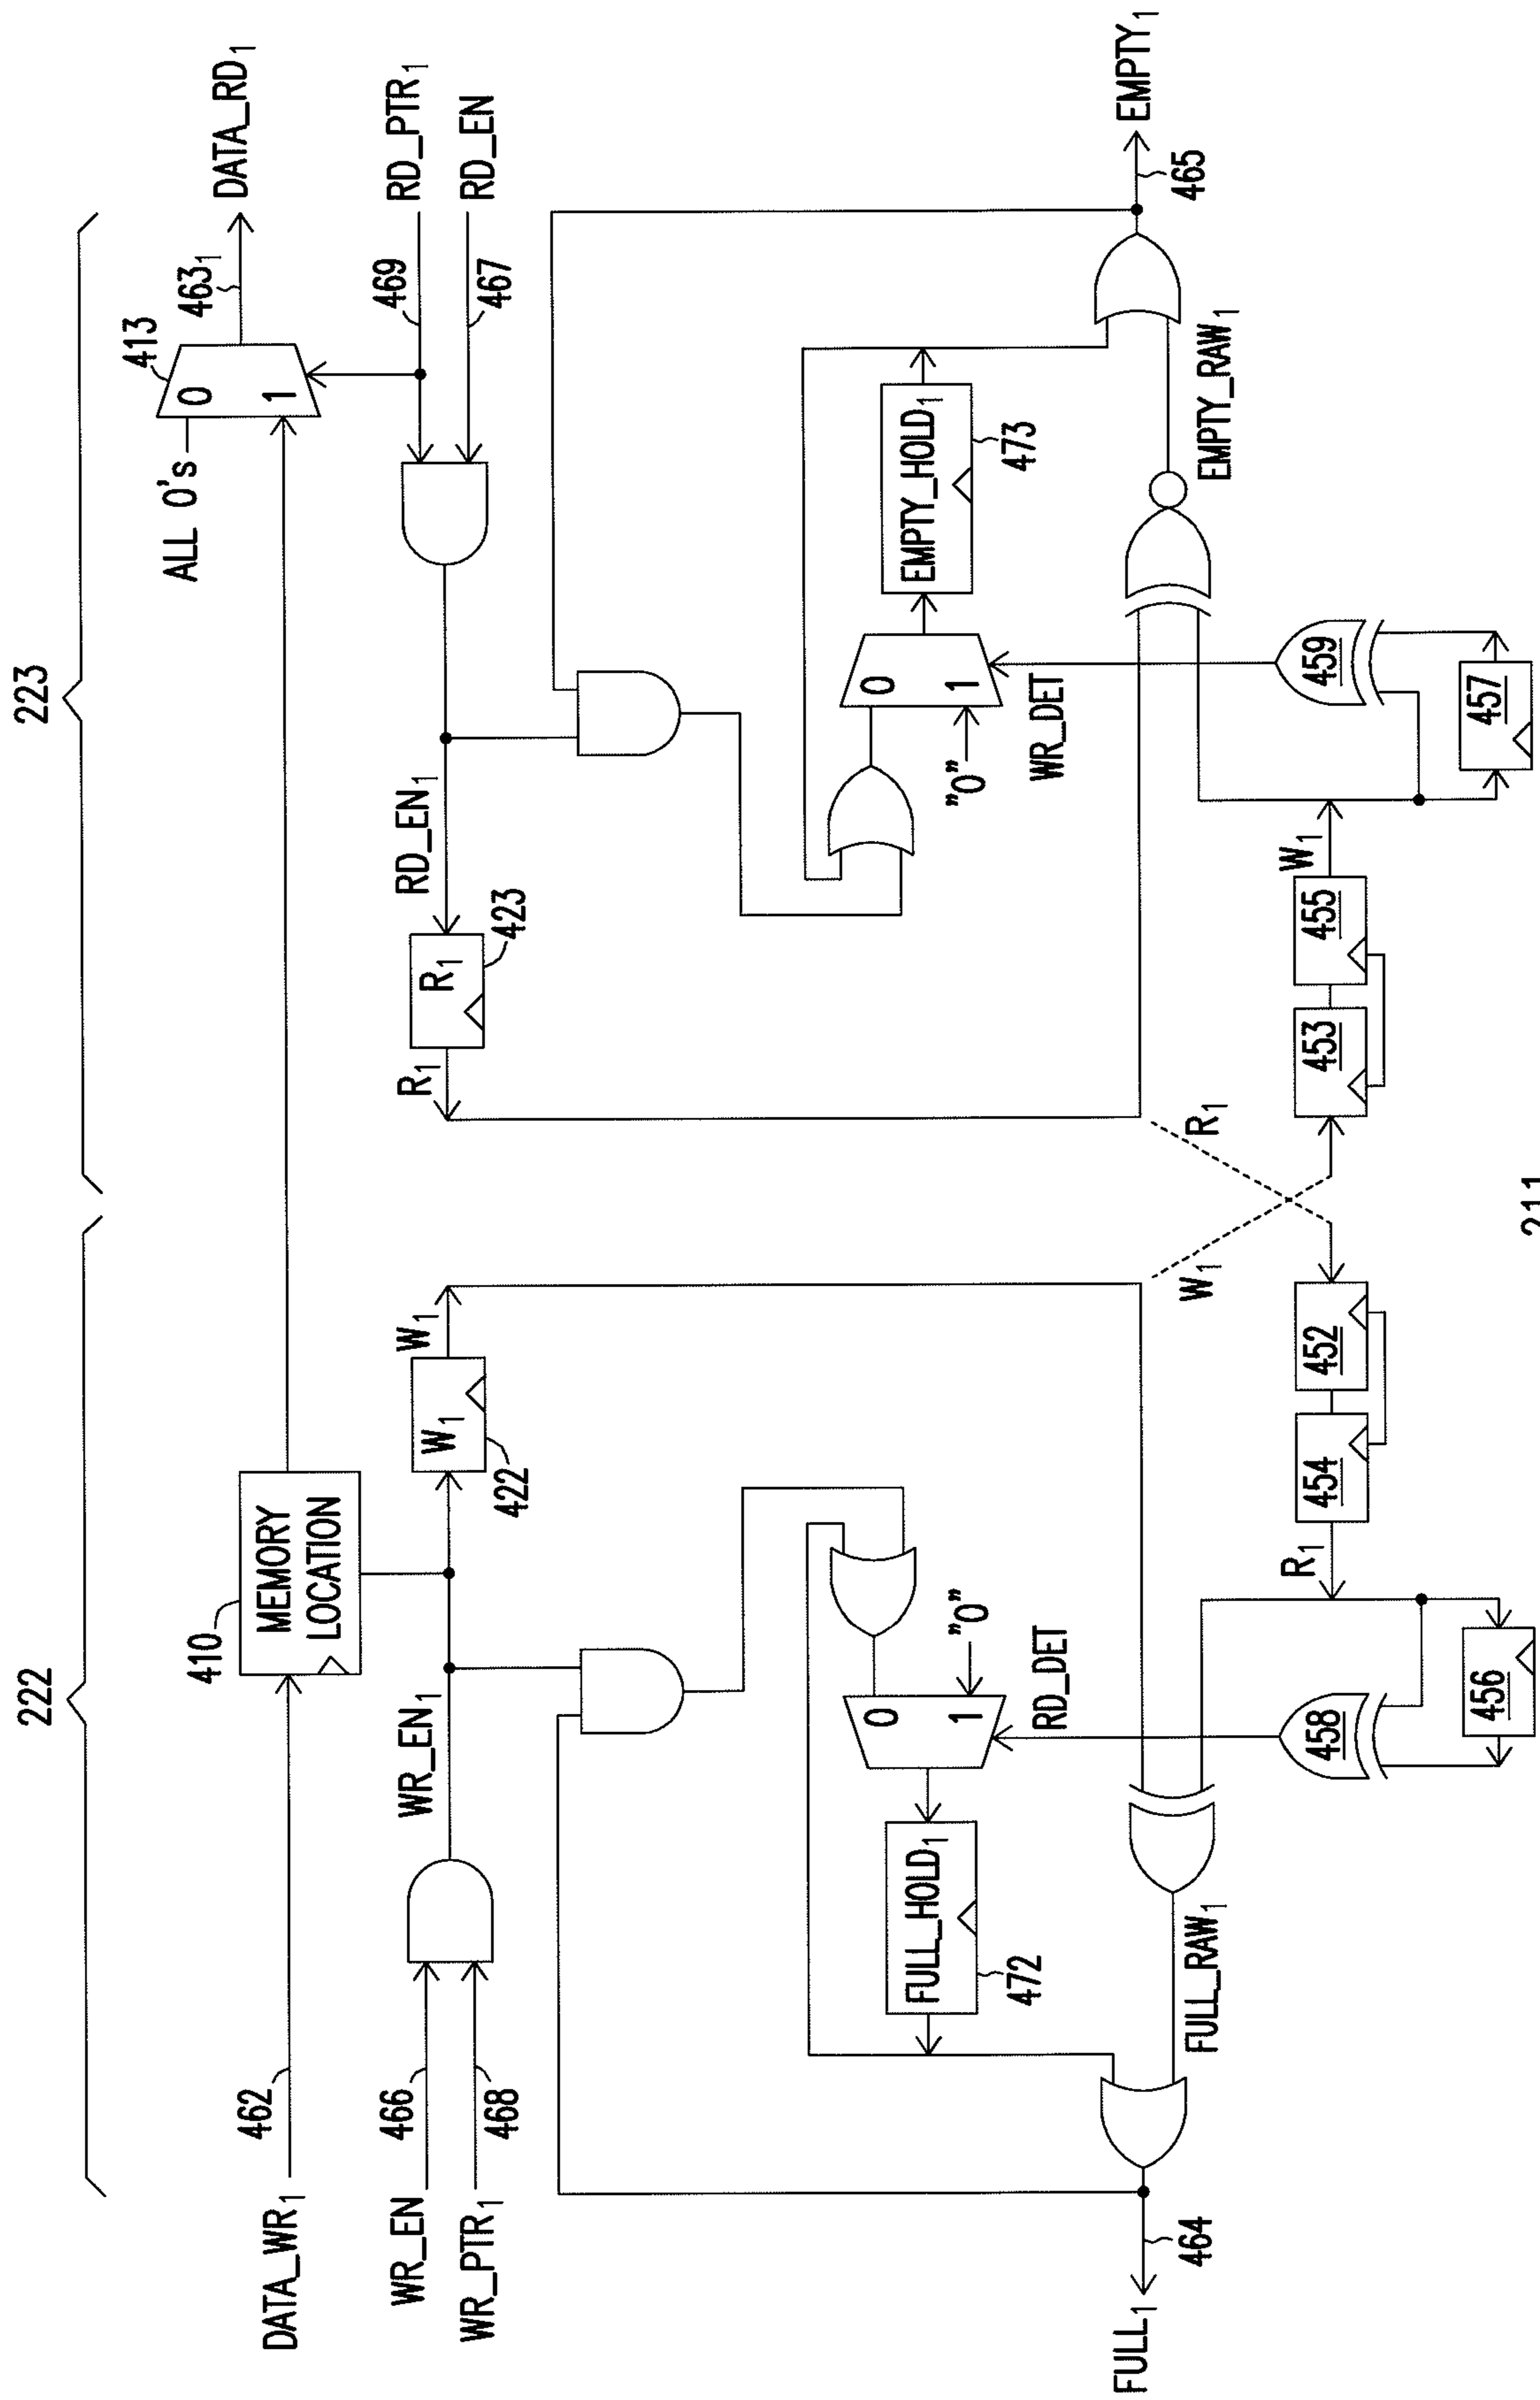 222
223
DATA_WR1
462
410
MEMORY
LOCATION
ALL 0's
0
1
413
463₁
DATA_RD₁
WR_EN
466
WR_PTR₁
468
WR_EN₁
W₁
422
W₁
R₁
R₁
423
RD_EN₁
469
RD_PTR₁
467
RD_EN
0
1
"0"
RD_DET
FULL_HOLD₁
472
FULL_RAW₁
FULL₁
464
0
1
"0"
WR_DET
EMPTY_HOLD₁
473
EMPTY_RAW₁
EMPTY₁
465
W₁
R₁
458
456
R₁
454
452
453
455
W₁
459
457
211